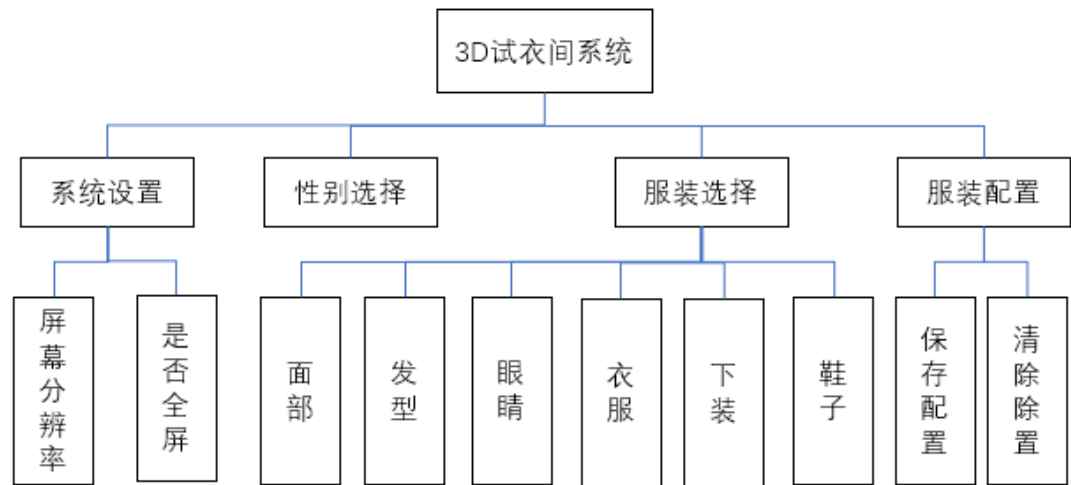 3D试衣间系统
系统设置
性别选择
服装选择
服装配置
屏幕分辨率
是否全屏
面部
发型
眼睛
衣服
下装
鞋子
保存配置
清除除置